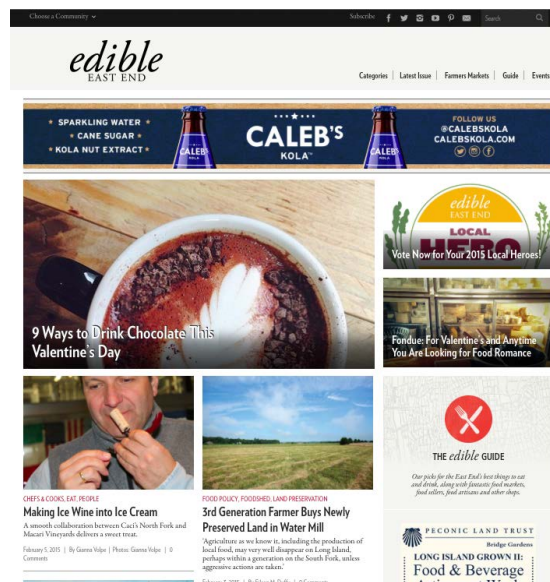 Choose a Community
Subscribe
Search
edible
EAST END
Categories | Latest Issue | Farmers Markets | Guide | Events
SPARKLING WATER
CANE SUGAR
KOLA NUT EXTRACT
CALEB'S
CALEB'S
KOLA™
CALEB'S
FOLLOW US
@CALEBSKOLA
CALEBSKOLA.COM
9 Ways to Drink Chocolate This
Valentine's Day
edible
EAST END
LOCAL
HERO
Vote Now for Your 2015 Local Heroes!
Fondue: For Valentine's and Anytime
You Are Looking for Food Romance
CHEFS & COOKS, EAT, PEOPLE
Making Ice Wine into Ice Cream
A smooth collaboration between Caci's North Fork and
Macari Vineyards delivers a sweet treat.
February 5, 2015 | By Gianna Volpe | Photos: Gianna Volpe | 0
Comments
FOOD POLICY, FOODSHED, LAND PRESERVATION
3rd Generation Farmer Buys Newly
Preserved Land in Water Mill
'Agriculture as we know it, including the production of
local food, may very well disappear on Long Island,
perhaps within a generation on the South Fork, unless
aggressive actions are taken.'
THE edible GUIDE
Our picks for the East End's best things to eat
and drink, along with fantastic food markets,
food sellers, food artisans and other shops.
PECONIC LAND TRUST
Bridge Gardens
LONG ISLAND GROWN II:
Food & Beverage